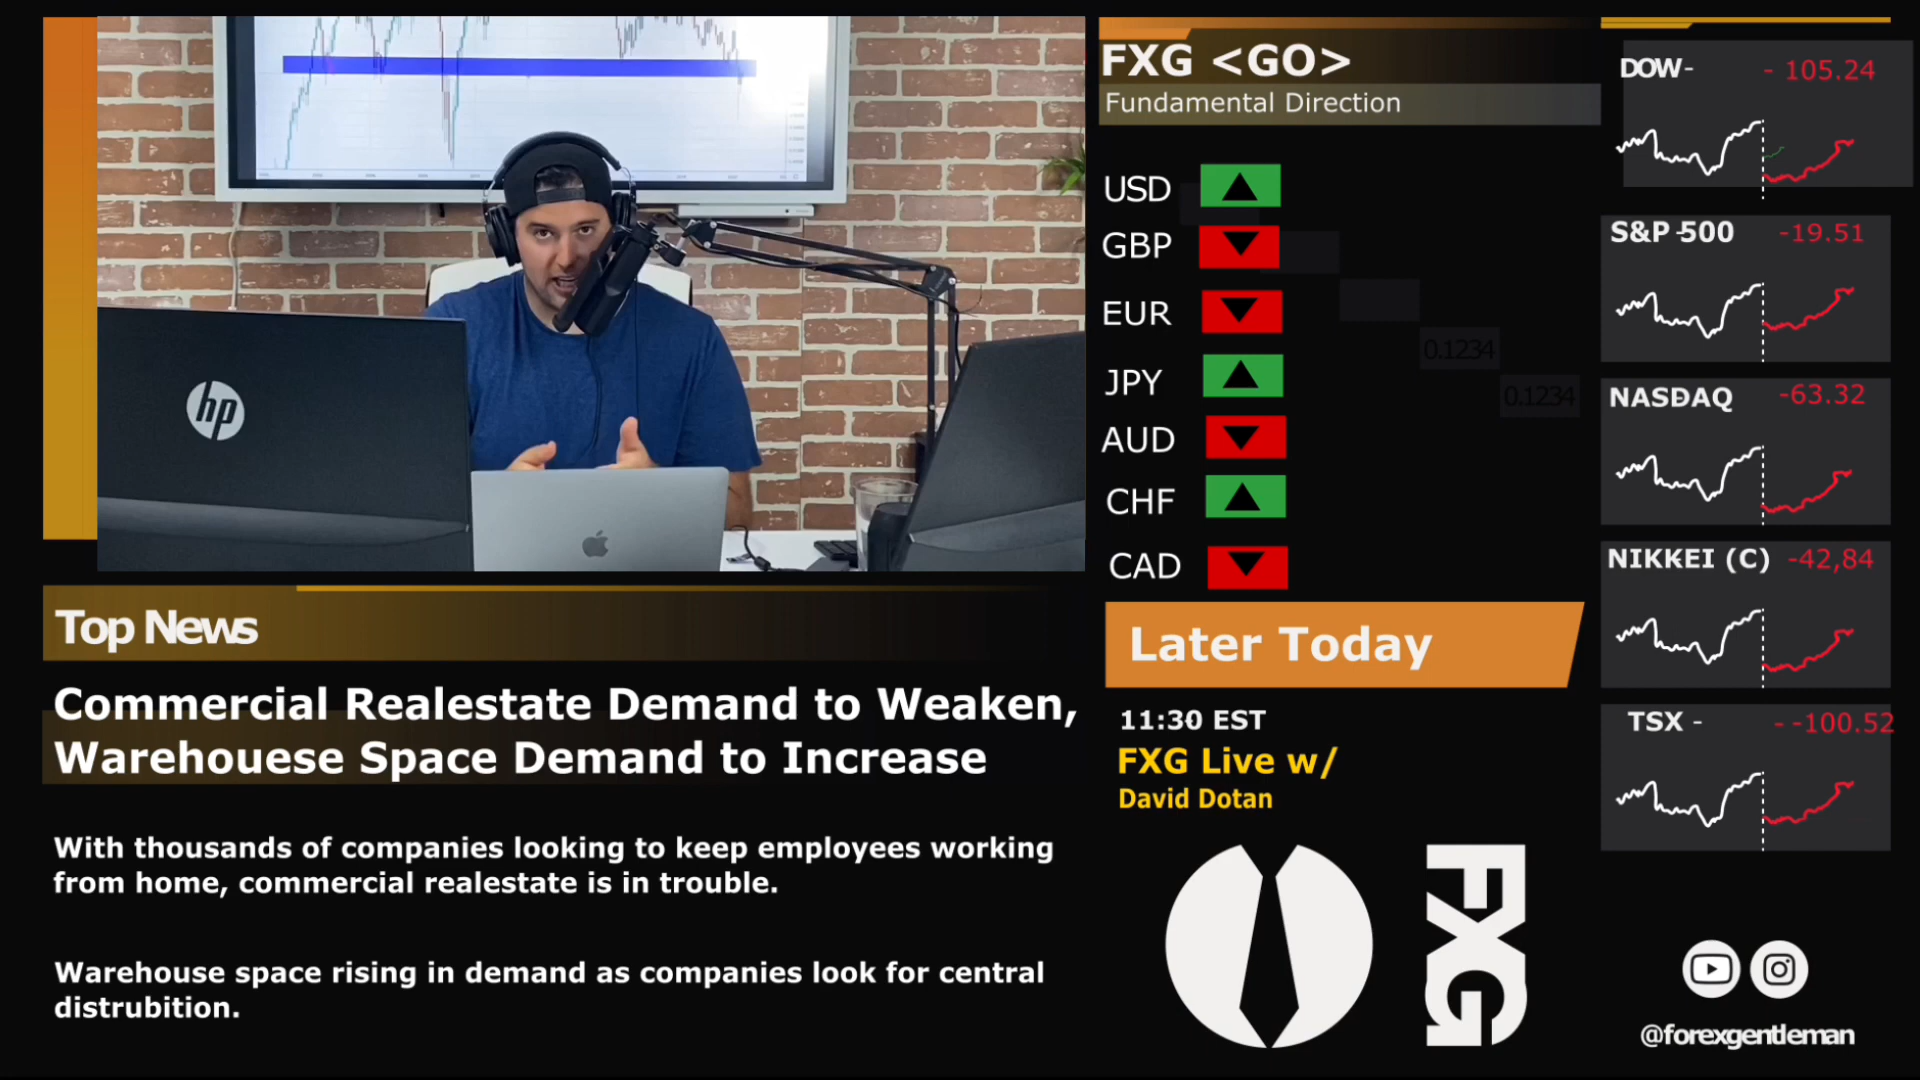 hp
FXG <GO>
Fundamental Direction
USD
GBP
EUR
0.1234
JPY
0.1234
AUD
CHF
CAD
DOW-
- 105.24
S&P 500
-19.51
NASDAQ
-63.32
NIKKEI (C)
-42,84
TSX -
- -100.52
Top News
Commercial Realestate Demand to Weaken,
Warehouese Space Demand to Increase
With thousands of companies looking to keep employees working
from home, commercial realestate is in trouble.
Warehouse space rising in demand as companies look for central
distrubition.
Later Today
11:30 EST
FXG Live w/
David Dotan
FXG
@forexgentleman